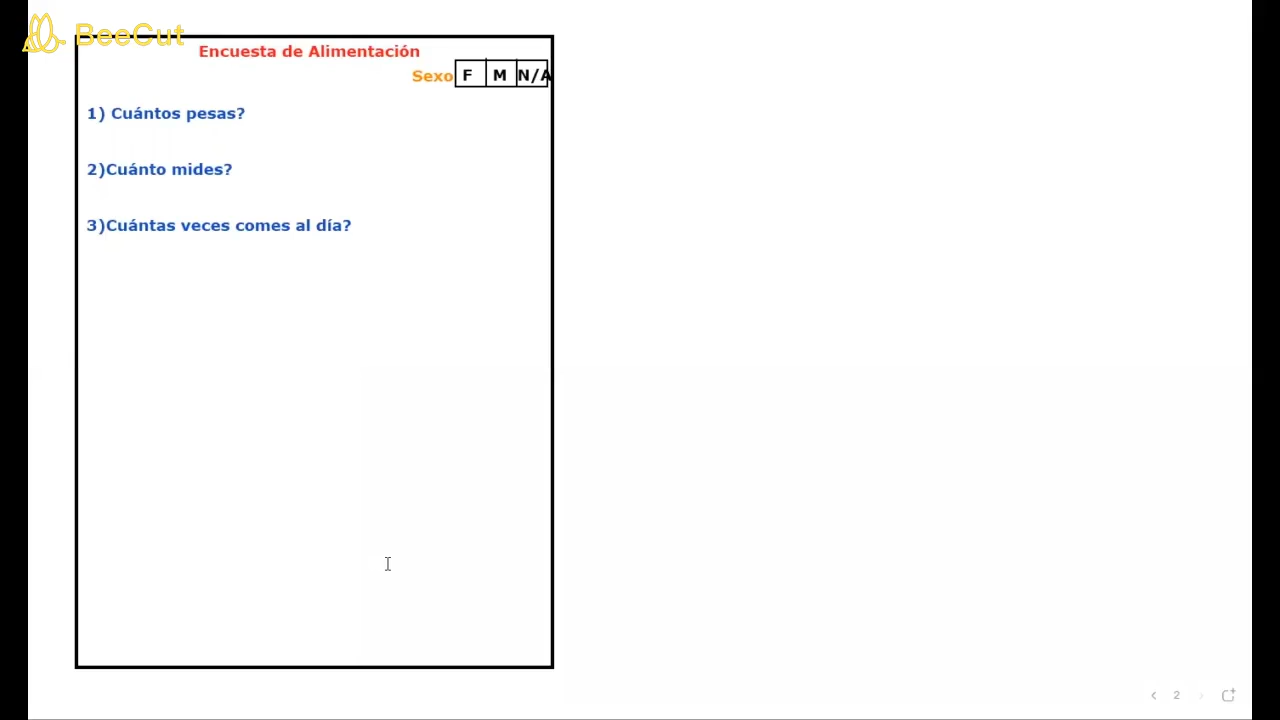 BeeCut
Encuesta de Alimentación
Sexo F M N/A
1) Cuántos pesas?
2)Cuánto mides?
3)Cuántas veces comes al día?
2